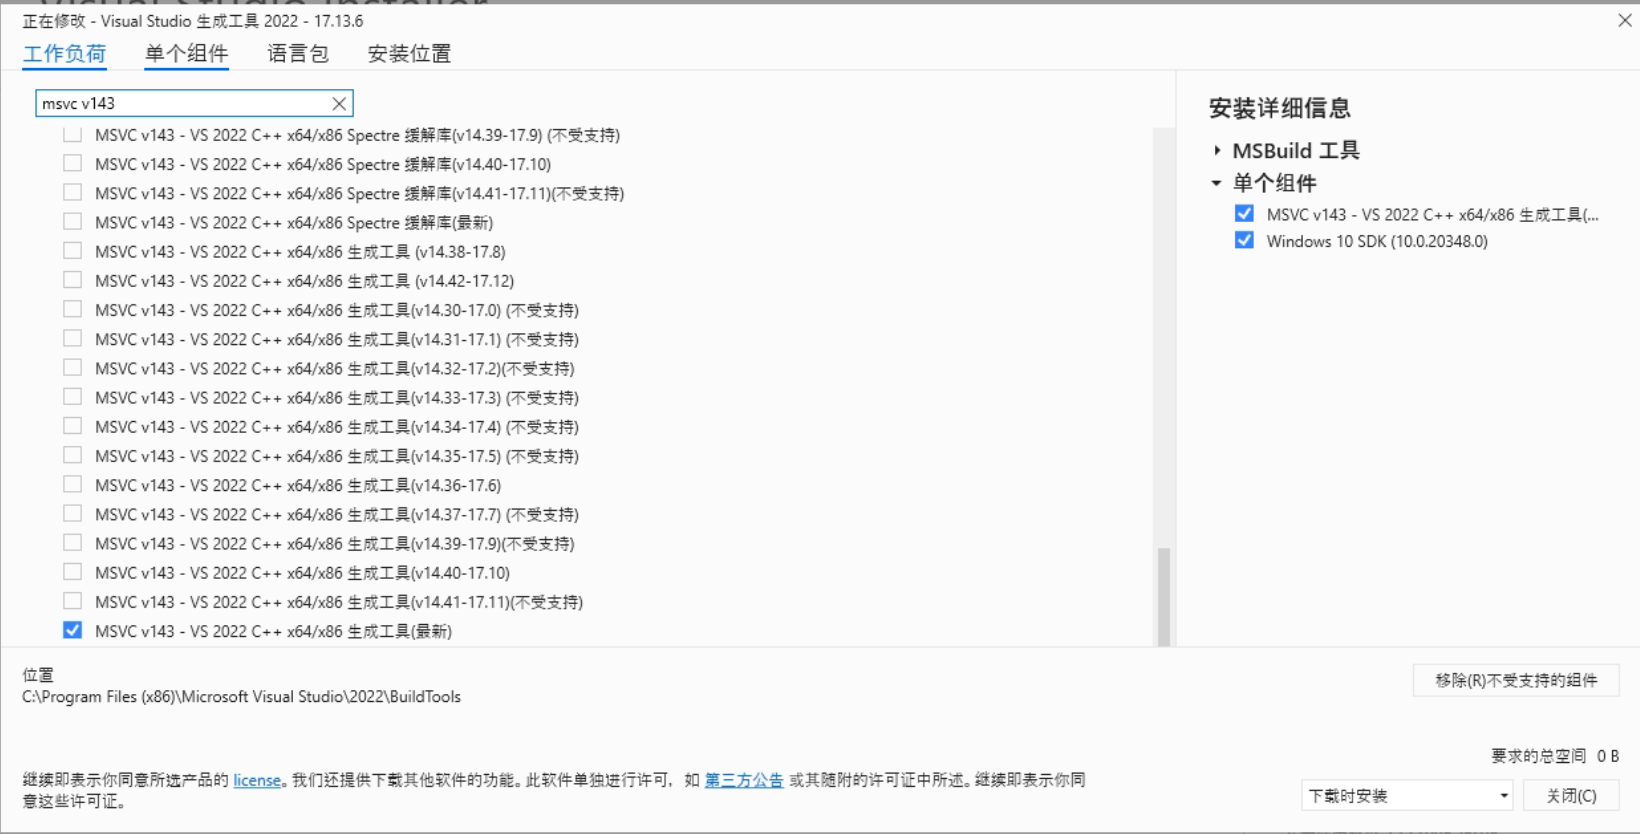 正在修改 - Visual Studio 生成工具 2022 - 17.13.6
工作负荷 单个组件 语言包 安装位置
msvc v143
MSVC v143 - VS 2022 C++ x64/x86 Spectre 缓解库(v14.39-17.9) (不受支持)
MSVC v143 - VS 2022 C++ x64/x86 Spectre 缓解库(v14.40-17.10)
MSVC v143 - VS 2022 C++ x64/x86 Spectre 缓解库(v14.41-17.11)(不受支持)
MSVC v143 - VS 2022 C++ x64/x86 Spectre 缓解库(最新)
MSVC v143 - VS 2022 C++ x64/x86 生成工具 (v14.38-17.8)
MSVC v143 - VS 2022 C++ x64/x86 生成工具 (v14.42-17.12)
MSVC v143 - VS 2022 C++ x64/x86 生成工具(v14.30-17.0) (不受支持)
MSVC v143 - VS 2022 C++ x64/x86 生成工具(v14.31-17.1) (不受支持)
MSVC v143 - VS 2022 C++ x64/x86 生成工具(v14.32-17.2)(不受支持)
MSVC v143 - VS 2022 C++ x64/x86 生成工具(v14.33-17.3) (不受支持)
MSVC v143 - VS 2022 C++ x64/x86 生成工具(v14.34-17.4) (不受支持)
MSVC v143 - VS 2022 C++ x64/x86 生成工具(v14.35-17.5) (不受支持)
MSVC v143 - VS 2022 C++ x64/x86 生成工具(v14.36-17.6)
MSVC v143 - VS 2022 C++ x64/x86 生成工具(v14.37-17.7) (不受支持)
MSVC v143 - VS 2022 C++ x64/x86 生成工具(v14.39-17.9)(不受支持)
MSVC v143 - VS 2022 C++ x64/x86 生成工具(v14.40-17.10)
MSVC v143 - VS 2022 C++ x64/x86 生成工具(v14.41-17.11)(不受支持)
MSVC v143 - VS 2022 C++ x64/x86 生成工具(最新)
安装详细信息
MSBuild 工具
单个组件
MSVC v143 - VS 2022 C++ x64/x86 生成工具(...
Windows 10 SDK (10.0.20348.0)
位置
C:\Program Files (x86)\Microsoft Visual Studio\2022\BuildTools
移除(R)不受支持的组件
要求的总空间 0 B
继续即表示你同意所选产品的 license。我们还提供下载其他软件的功能。此软件单独进行许可，如 第三方公告 或其随附的许可证中所述。继续即表示你同
意这些许可证。
下载时安装
关闭(C)